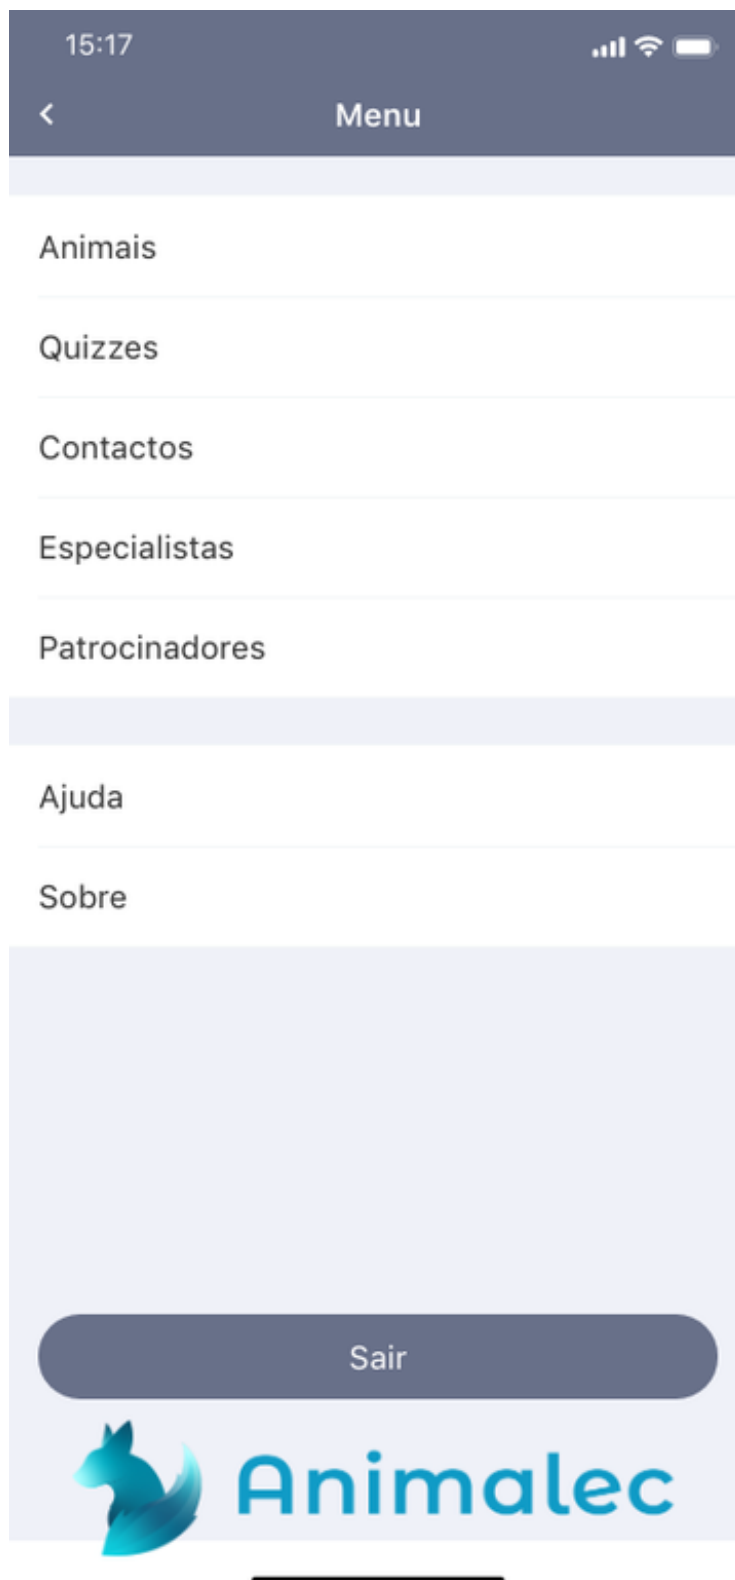 15:17
Menu
Animais
Quizzes
Contactos
Especialistas
Patrocinadores
Ajuda
Sobre
Sair
Animalec